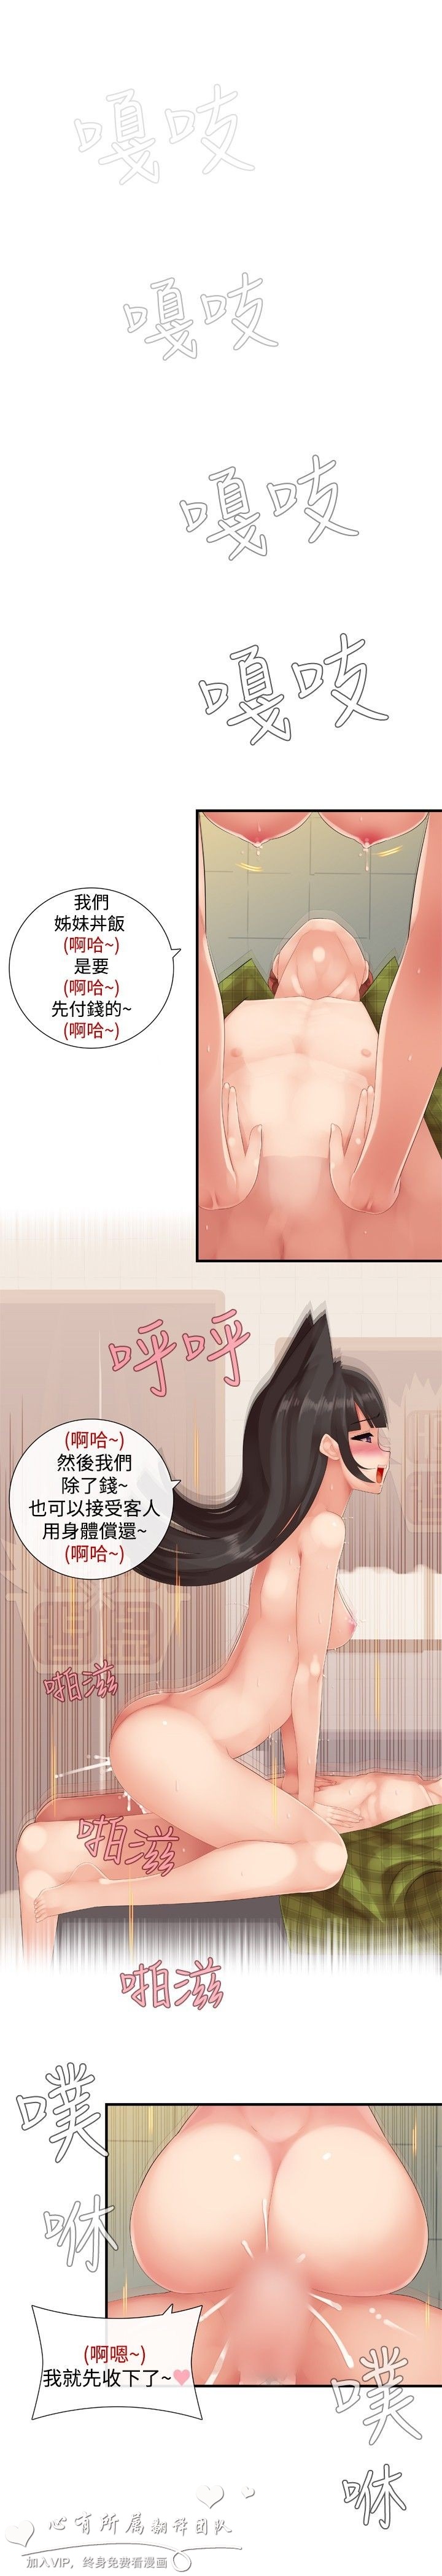 嘎吱
嘎吱
嘎吱
嘎吱
我們
姊妹丼飯
(啊哈~)
是要
(啊哈~)
先付錢的~
(啊哈~)
呼呼
(啊哈~)
然後我們
除了錢~
也可以接受客人
用身體償還~
(啊哈~)
啪滋
啪滋
啪滋
噗
咻
(啊嗯~)
我就先收下了~
噗
咻
心有所属翻译团队
加入VIP，终身免费看漫画